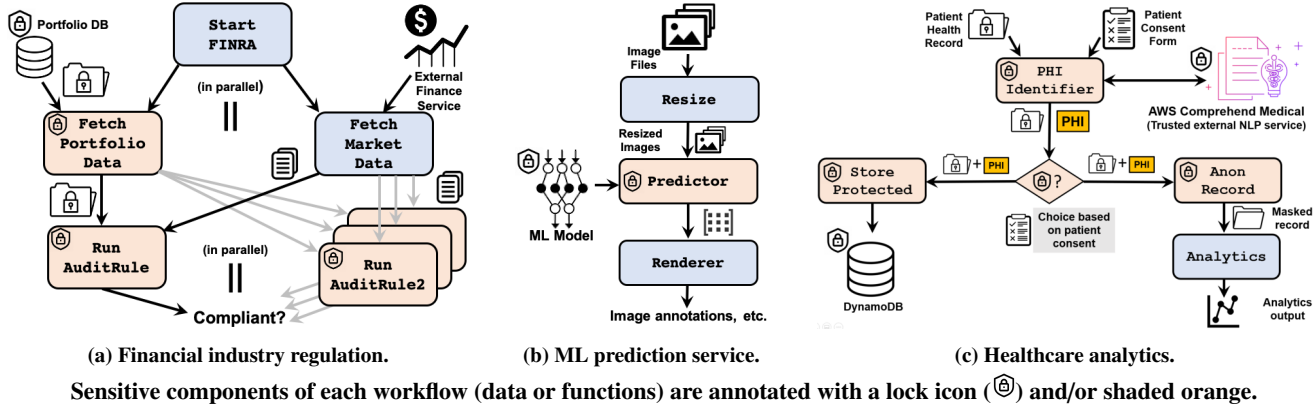 Portfolio DB
Start
FINRA
$
External
Finance
Service
(in parallel)
Fetch
Portfolio
Data
Fetch
Market
Data
Run
AuditRule
(in parallel)
Run
AuditRule2
Compliant?
(a) Financial industry regulation.
Image
Files
Resize
Resized
Images
Predictor
ML Model
Renderer
Image annotations, etc.
(b) ML prediction service.
Patient
Health
Record
Patient
Consent
Form
PHI
Identifier
AWS Comprehend Medical
(Trusted external NLP service)
PHI
+ PHI
+ PHI
Store
Protected
?
Anon
Record
Choice based
on patient
consent
Masked
record
Analytics
DynamoDB
Analytics
output
(c) Healthcare analytics.
Sensitive components of each workflow (data or functions) are annotated with a lock icon ( ) and/or shaded orange.